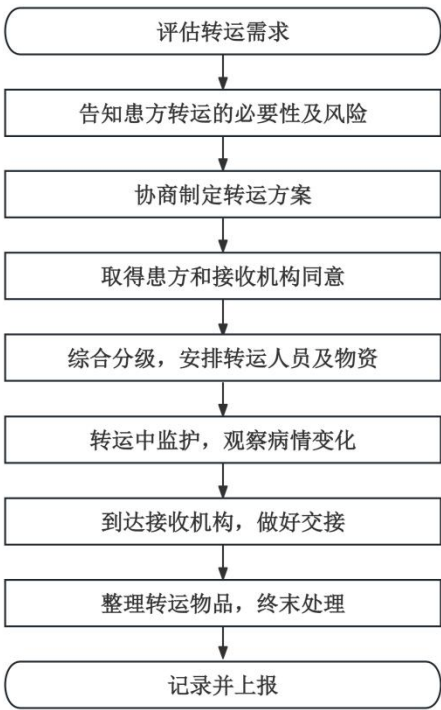 评估转运需求
告知患方转运的必要性及风险
协商制定转运方案
取得患方和接收机构同意
综合分级，安排转运人员及物资
转运中监护，观察病情变化
到达接收机构，做好交接
整理转运物品，终末处理
记录并上报